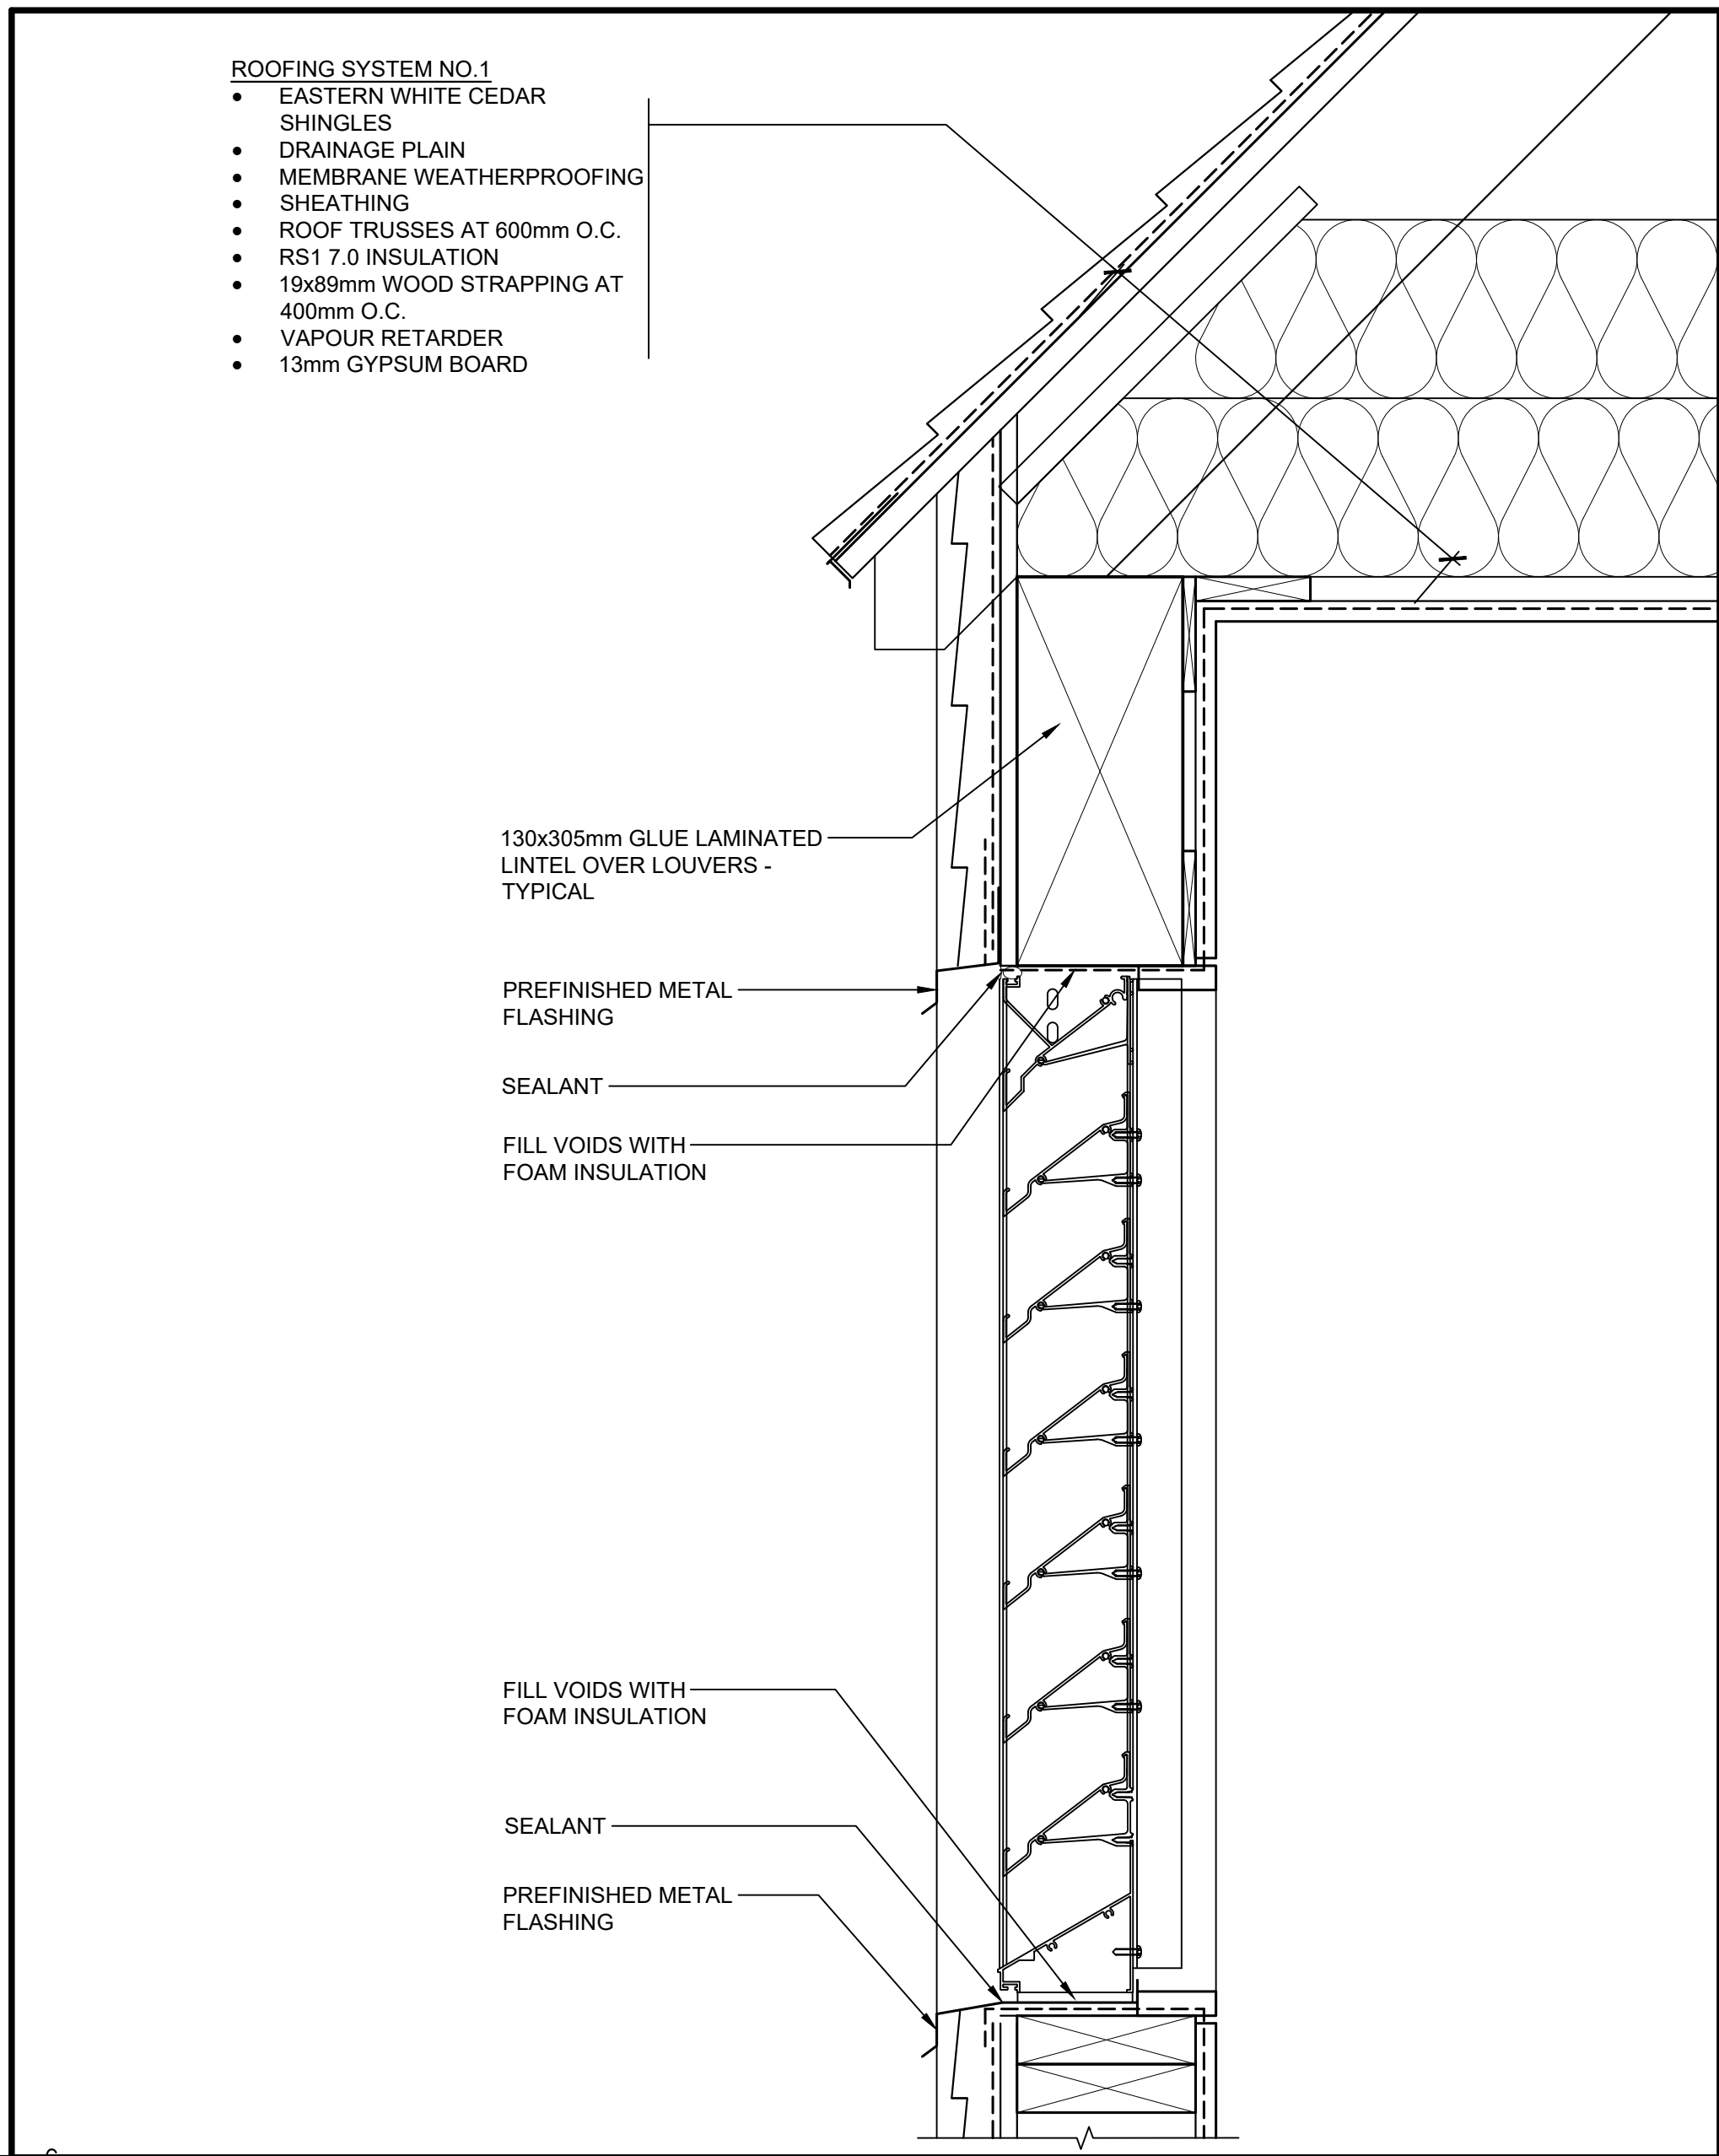 ROOFING SYSTEM NO.1
• EASTERN WHITE CEDAR
SHINGLES
• DRAINAGE PLAIN
• MEMBRANE WEATHERPROOFING
• SHEATHING
• ROOF TRUSSES AT 600mm O.C.
• RS1 7.0 INSULATION
• 19x89mm WOOD STRAPPING AT
400mm O.C.
• VAPOUR RETARDER
• 13mm GYPSUM BOARD
130x305mm GLUE LAMINATED
LINTEL OVER LOUVERS -
TYPICAL
PREFINISHED METAL
FLASHING
SEALANT
FILL VOIDS WITH
FOAM INSULATION
FILL VOIDS WITH
FOAM INSULATION
SEALANT
PREFINISHED METAL
FLASHING